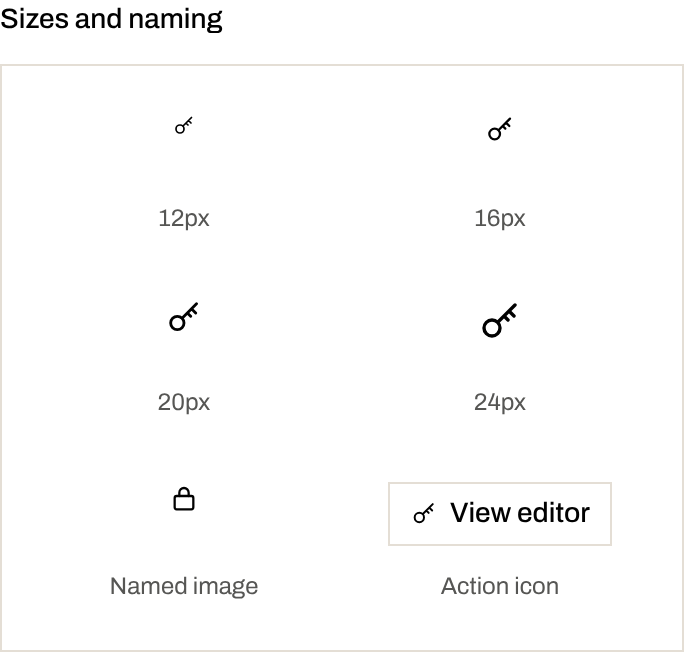 Sizes and naming
12px
16px
20px
24px
View editor
Named image
Action icon